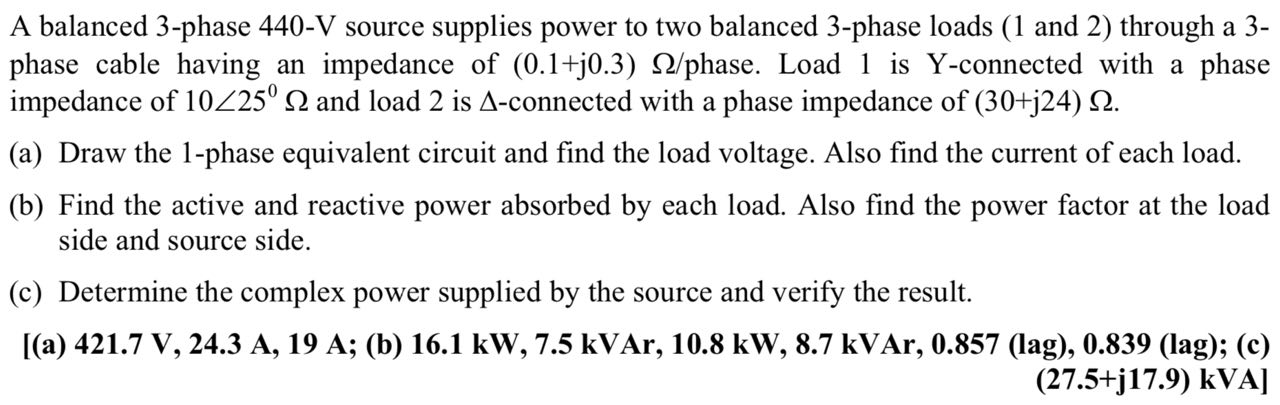 A balanced 3-phase 440-V source supplies power to two balanced 3-phase loads (1 and 2) through a 3-
phase cable having an impedance of (0.1+j0.3) Ω/phase. Load 1 is Y-connected with a phase
impedance of 10∠25⁰ Ω and load 2 is Δ-connected with a phase impedance of (30+j24) Ω.
(a) Draw the 1-phase equivalent circuit and find the load voltage. Also find the current of each load.
(b) Find the active and reactive power absorbed by each load. Also find the power factor at the load
side and source side.
(c) Determine the complex power supplied by the source and verify the result.
[(a) 421.7 V, 24.3 A, 19 A; (b) 16.1 kW, 7.5 kVAr, 10.8 kW, 8.7 kVAr, 0.857 (lag), 0.839 (lag); (c)
(27.5+j17.9) kVA]